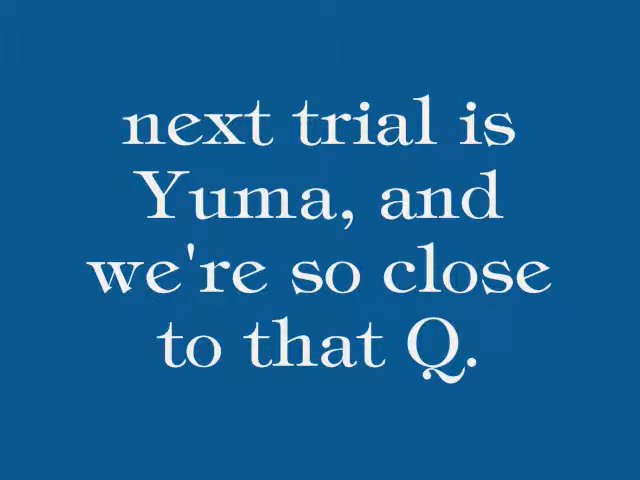 next trial is
Yuma, and
we're so close
to that Q.